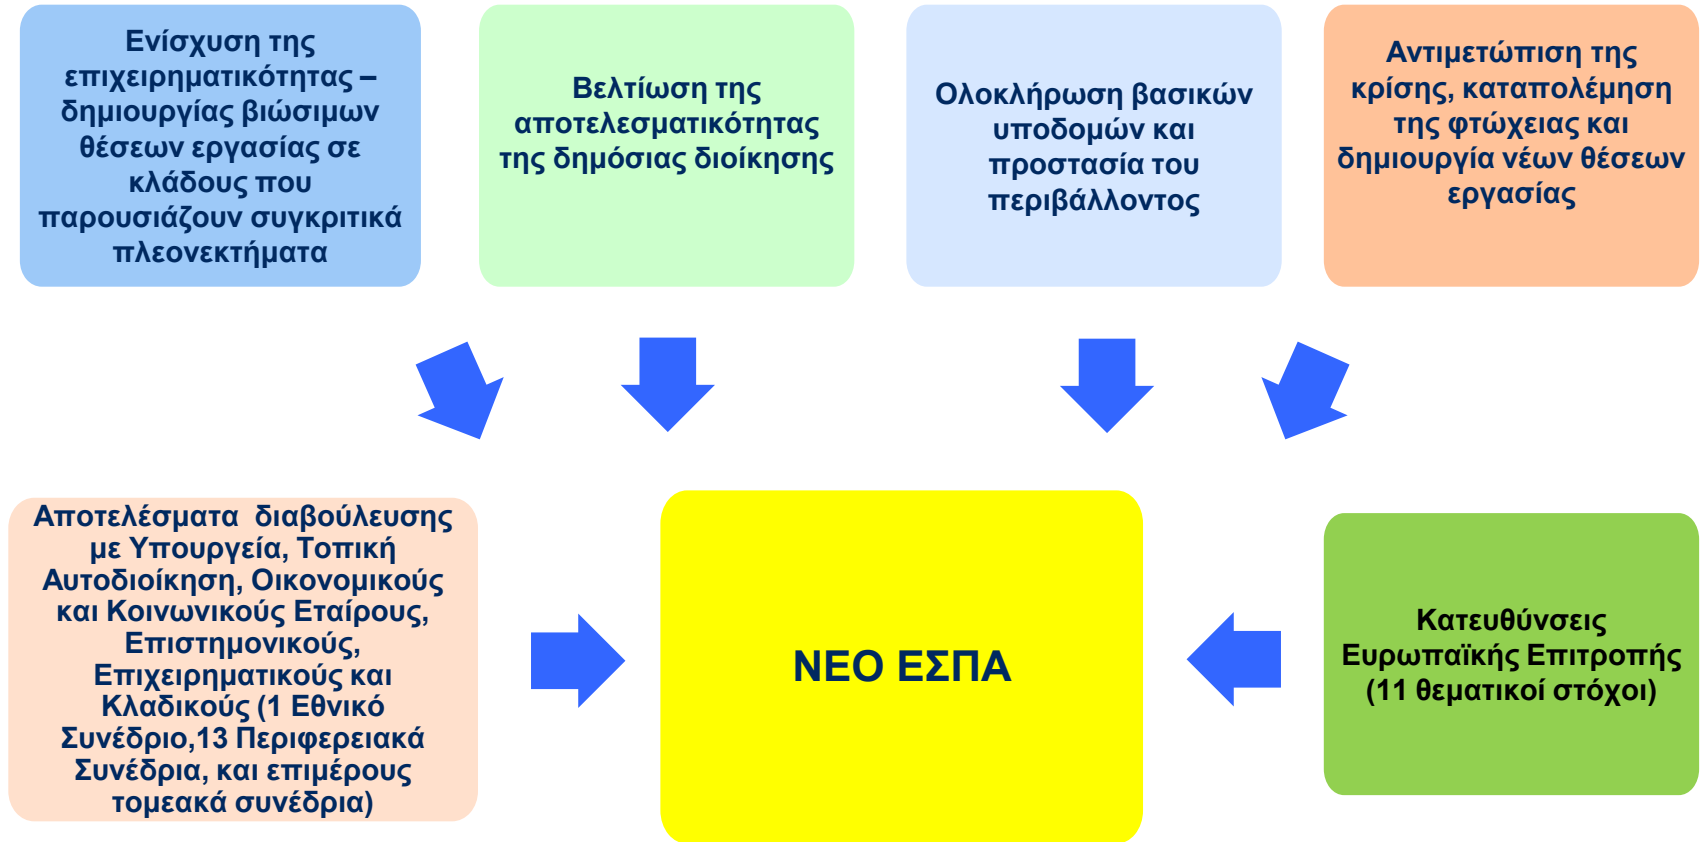 Ενίσχυση της
επιχειρηματικότητας –
δημιουργίας βιώσιμων
θέσεων εργασίας σε
κλάδους που
παρουσιάζουν συγκριτικά
πλεονεκτήματα
Βελτίωση της
αποτελεσματικότητας
της δημόσιας διοίκησης
Ολοκλήρωση βασικών
υποδομών και
προστασία του
περιβάλλοντος
Αντιμετώπιση της
κρίσης, καταπολέμηση
της φτώχειας και
δημιουργία νέων θέσεων
εργασίας
Αποτελέσματα  διαβούλευσης
με Υπουργεία, Τοπική
Αυτοδιοίκηση, Οικονομικούς
και Κοινωνικούς Εταίρους,
Επιστημονικούς,
Επιχειρηματικούς και
Κλαδικούς (1 Εθνικό
Συνέδριο,13 Περιφερειακά
Συνέδρια, και επιμέρους
τομεακά συνέδρια)
ΝΕΟ ΕΣΠΑ
Κατευθύνσεις
Ευρωπαϊκής Επιτροπής
(11 θεματικοί στόχοι)